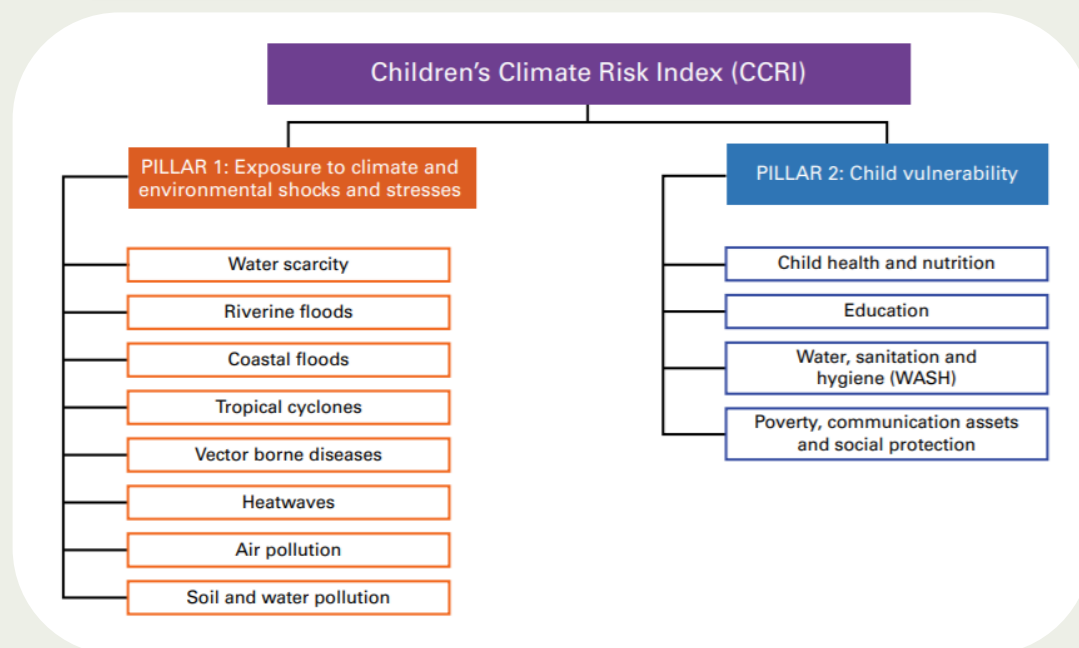 Children's Climate Risk Index (CCRI)
PILLAR 1: Exposure to climate and
environmental shocks and stresses
Water scarcity
Riverine floods
Coastal floods
Tropical cyclones
Vector borne diseases
Heatwaves
Air pollution
Soil and water pollution
PILLAR 2: Child vulnerability
Child health and nutrition
Education
Water, sanitation and
hygiene (WASH)
Poverty, communication assets
and social protection